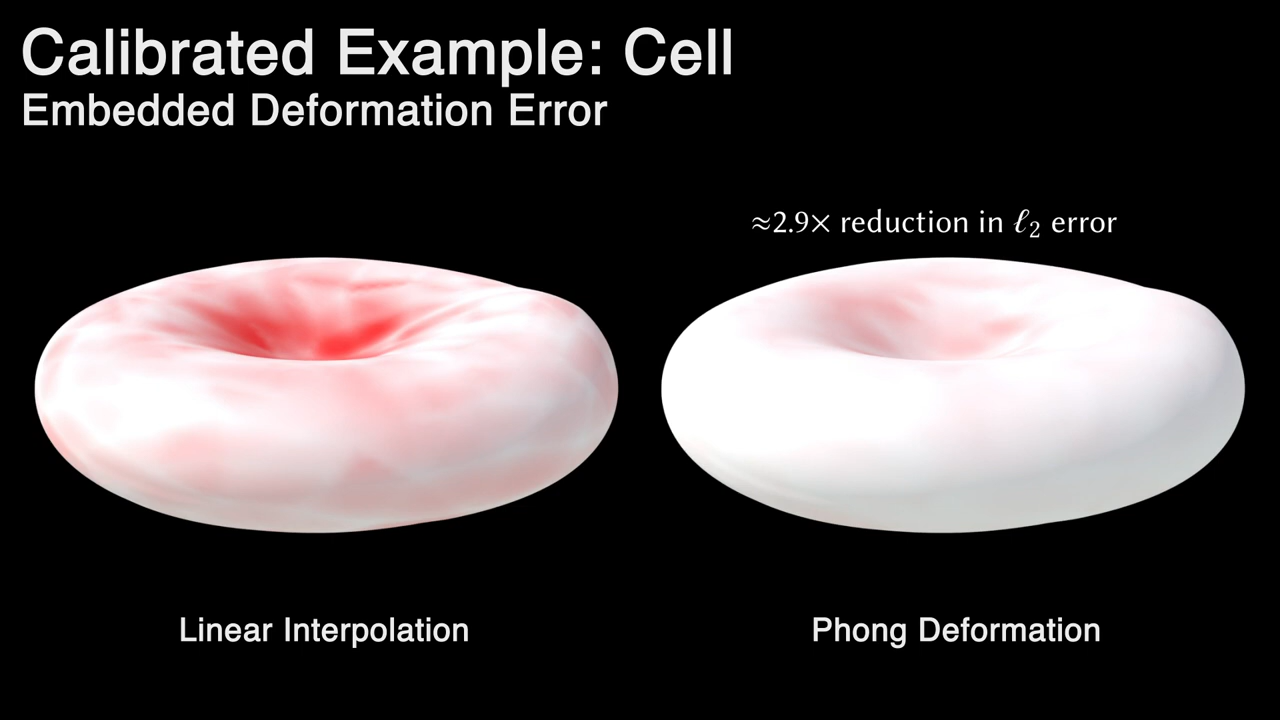 Calibrated Example: Cell
Embedded Deformation Error
≈2.9× reduction in ℓ₂ error
Linear Interpolation
Phong Deformation